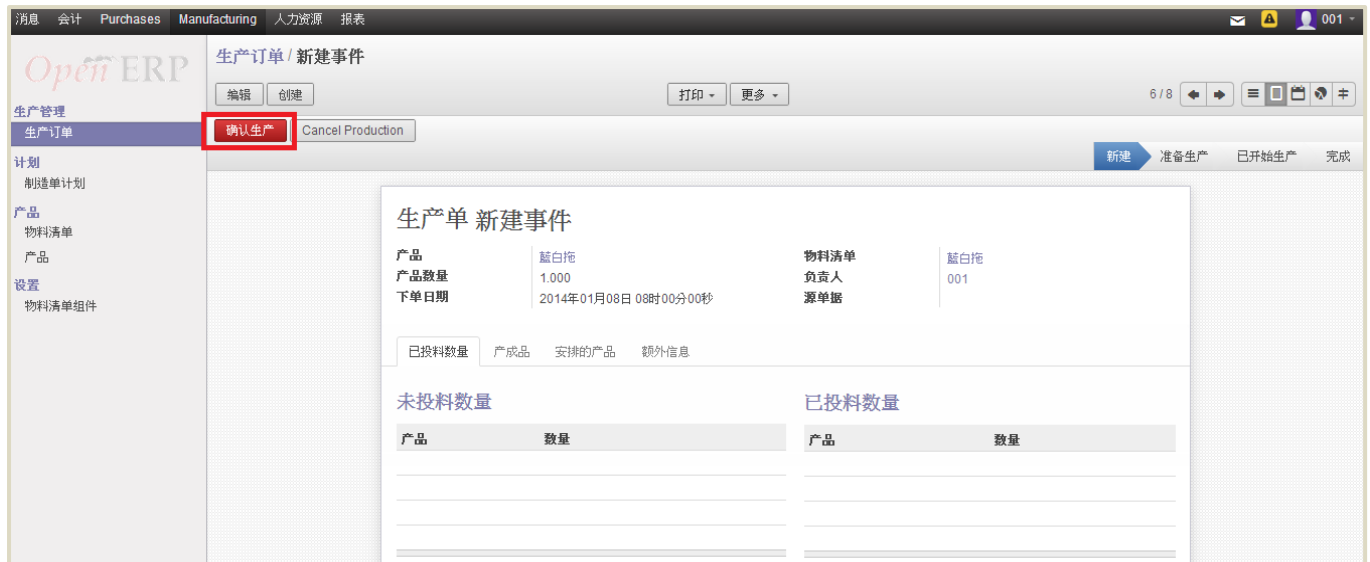 消息 会计 Purchases Manufacturing 人力资源 报表 001
Open ERP
生产订单 / 新建事件
编辑 创建 打印 更多 6 / 8
生产管理
生产订单
确认生产 Cancel Production
新建 准备生产 已开始生产 完成
计划
制造单计划
产品
物料清单
产品
设置
物料清单组件
生产单 新建事件
产品 藍白拖 物料清单 藍白拖
产品数量 1.000 负责人 001
下单日期 2014年01月08日 08时00分00秒 源单据
已投料数量 产成品 安排的产品 额外信息
未投料数量 已投料数量
产品 数量 产品 数量